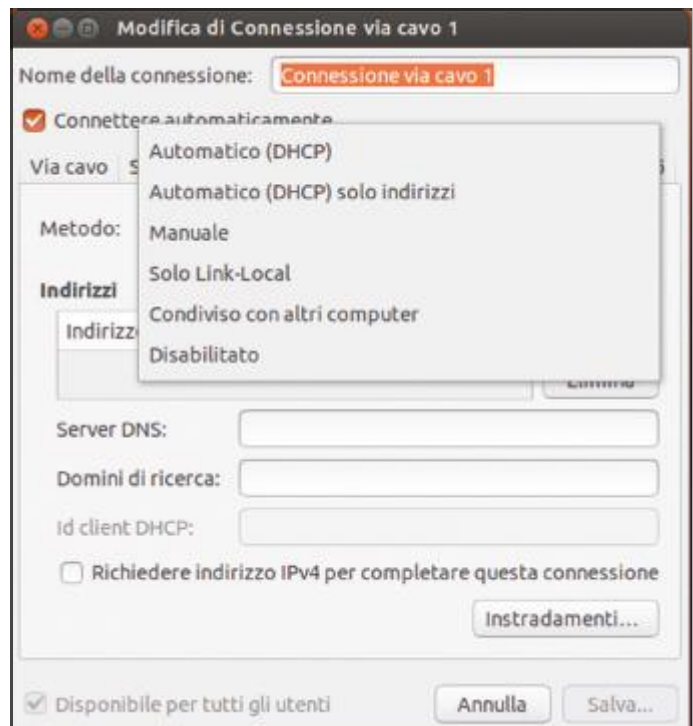 Modifica di Connessione via cavo 1
Nome della connessione: Connessione via cavo 1
Connettere automaticamente
Via cavo
Automatico (DHCP)
Automatico (DHCP) solo indirizzi
Metodo: Manuale
Solo Link-Local
Indirizzi
Condiviso con altri computer
Disabilitato
Elimina
Server DNS:
Domini di ricerca:
Id client DHCP:
Richiedere indirizzo IPv4 per completare questa connessione
Instradamenti...
Disponibile per tutti gli utenti Annulla Salva...